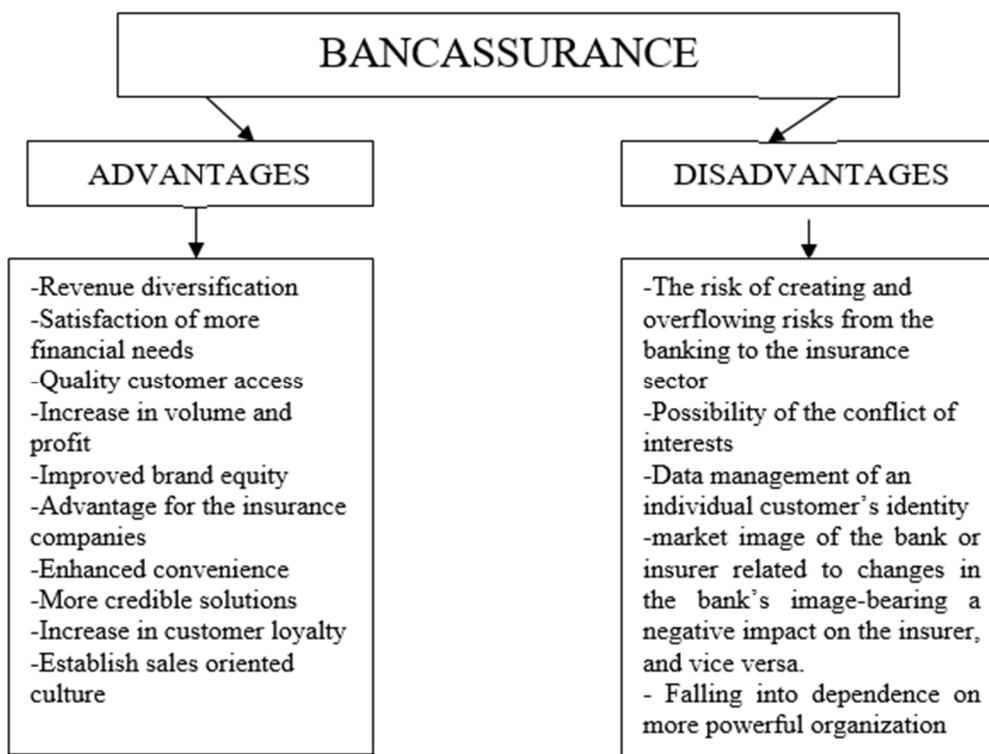 BANCASSURANCE
ADVANTAGES
-Revenue diversification
-Satisfaction of more
financial needs
-Quality customer access
-Increase in volume and
profit
-Improved brand equity
-Advantage for the insurance
companies
-Enhanced convenience
-More credible solutions
-Increase in customer loyalty
-Establish sales oriented
culture
DISADVANTAGES
-The risk of creating and
overflowing risks from the
banking to the insurance
sector
-Possibility of the conflict of
interests
-Data management of an
individual customer’s identity
-market image of the bank or
insurer related to changes in
the bank’s image-bearing a
negative impact on the insurer,
and vice versa.
- Falling into dependence on
more powerful organization